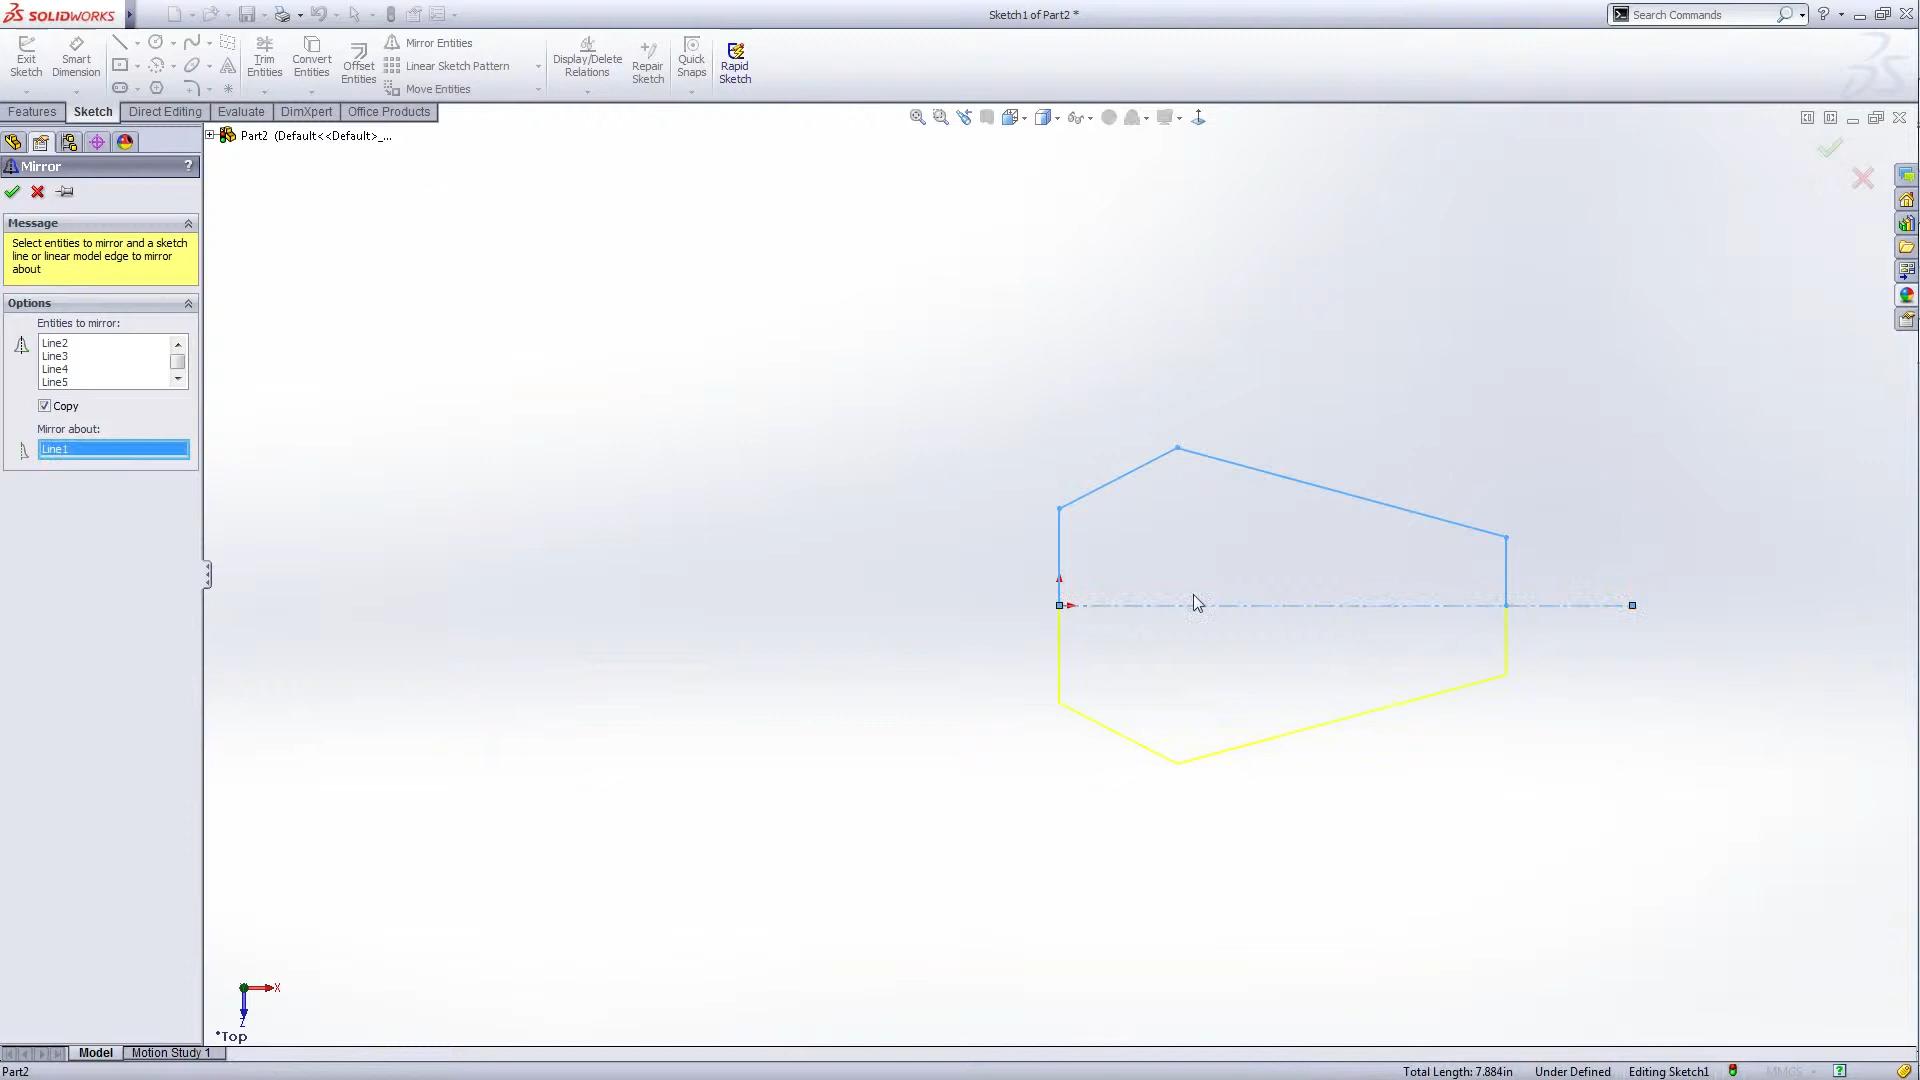 SOLIDWORKS
Sketch1 of Part2 *
Search Commands
Exit Sketch
Smart Dimension
Trim Entities
Convert Entities
Offset Entities
Mirror Entities
Linear Sketch Pattern
Move Entities
Display/Delete Relations
Repair Sketch
Quick Snaps
Rapid Sketch
Features
Sketch
Direct Editing
Evaluate
DimXpert
Office Products
Part2 (Default<<Default>_...
Mirror
?
Message
Select entities to mirror and a sketch
line or linear model edge to mirror
about
Options
Entities to mirror:
Line2
Line3
Line4
Line5
Copy
Mirror about:
Line1
X
Z
*Top
Model
Motion Study 1
Part2
Total Length: 7.884in
Under Defined
Editing Sketch1
MMGS